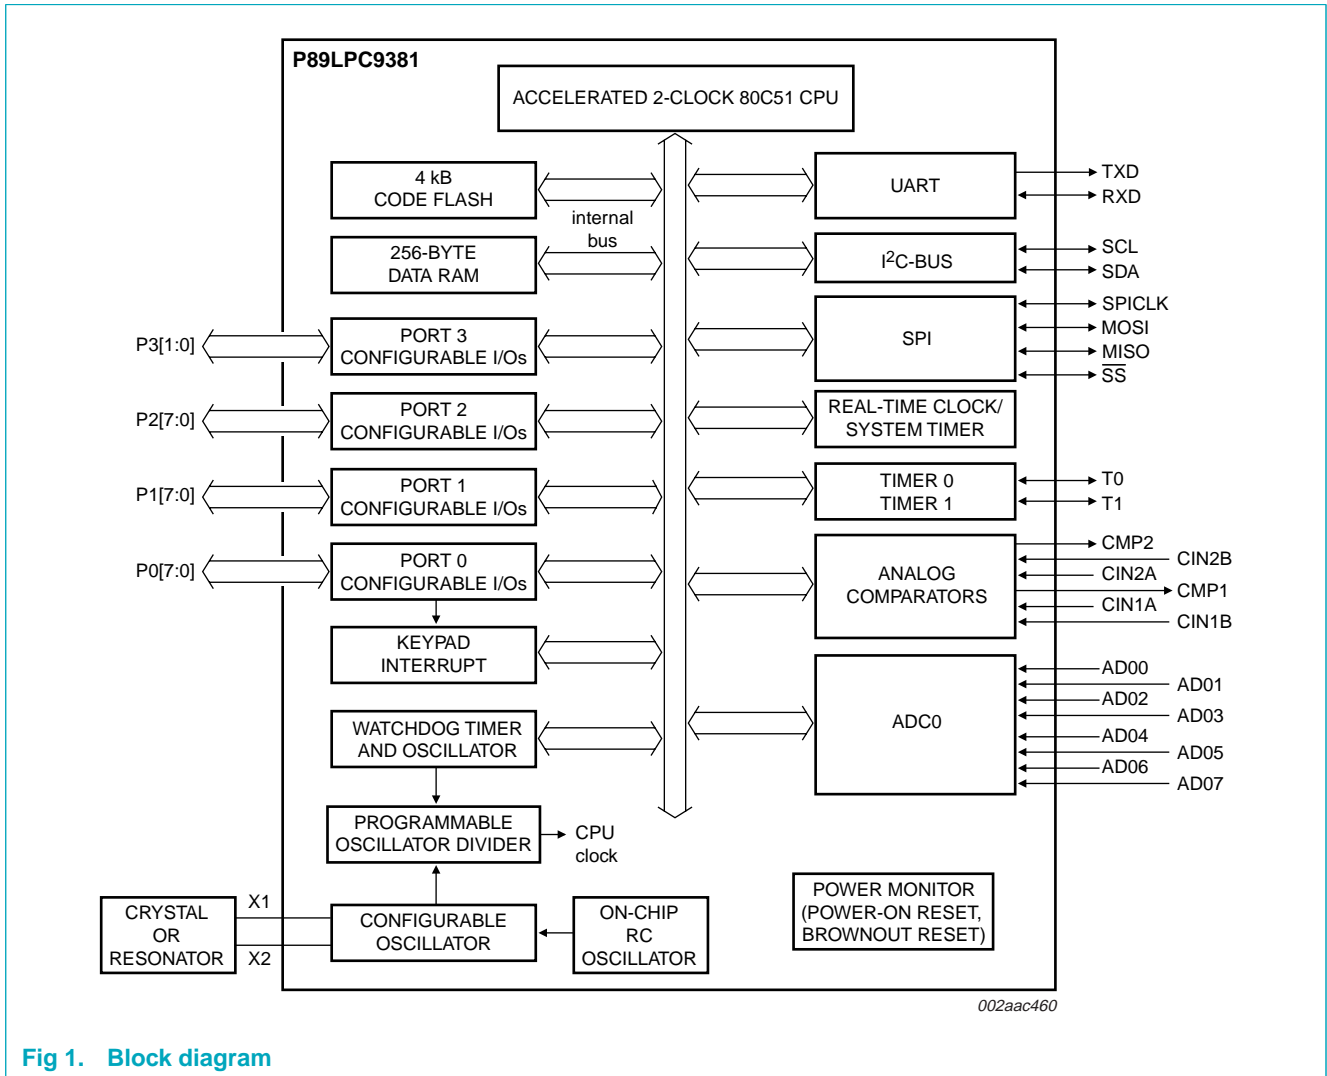 P89LPC9381
ACCELERATED 2-CLOCK 80C51 CPU
4 kB
CODE FLASH
internal
bus
256-BYTE
DATA RAM
P3[1:0]
PORT 3
CONFIGURABLE I/Os
P2[7:0]
PORT 2
CONFIGURABLE I/Os
P1[7:0]
PORT 1
CONFIGURABLE I/Os
P0[7:0]
PORT 0
CONFIGURABLE I/Os
KEYPAD
INTERRUPT
WATCHDOG TIMER
AND OSCILLATOR
PROGRAMMABLE
OSCILLATOR DIVIDER
CPU
clock
CRYSTAL
OR
RESONATOR
X1
X2
CONFIGURABLE
OSCILLATOR
ON-CHIP
RC
OSCILLATOR
UART
TXD
RXD
I²C-BUS
SCL
SDA
SPI
SPICLK
MOSI
MISO
S̅S̅
REAL-TIME CLOCK/
SYSTEM TIMER
TIMER 0
TIMER 1
T0
T1
ANALOG
COMPARATORS
CMP2
CIN2B
CIN2A
CMP1
CIN1A
CIN1B
ADC0
AD00
AD01
AD02
AD03
AD04
AD05
AD06
AD07
POWER MONITOR
(POWER-ON RESET,
BROWNOUT RESET)
002aac460
Fig 1. Block diagram